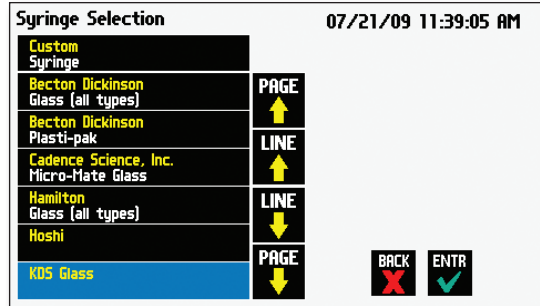 Syringe Selection 07/21/09 11:39:05 AM
Custom
Syringe
Becton Dickinson
Glass (all types)
Becton Dickinson
Plasti-pak
Cadence Science, Inc.
Micro-Mate Glass
Hamilton
Glass (all types)
Hoshi
KDS Glass
PAGE
LINE
LINE
PAGE
BACK ENTR